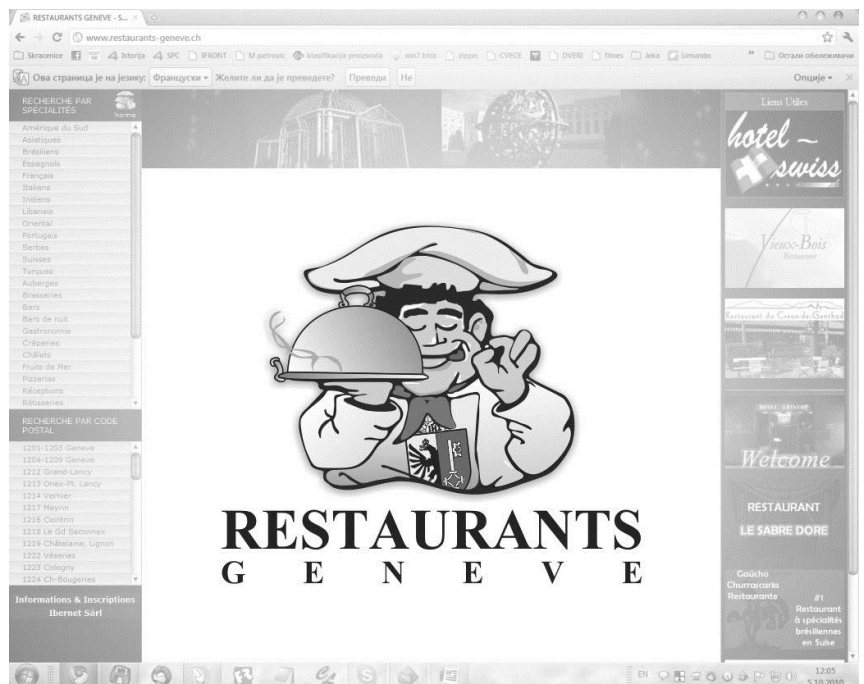 RESTAURANTS GENEVE - S...
www.restaurants-geneve.ch
Skracenice
Istorija
SPC
IFRONT
M petrovic
klasifikacija proizvoda
win7 trick
zippo
CVECE
DVERI
fitnes
Jeka
Limundo
»
Остали обележивачи
Ова страница је на језику: Француски Желите ли да је преведете? Преведи Не
Опције
RECHERCHE PAR
SPÉCIALITÉS
home
Amérique du Sud
Asiatiques
Brésiliens
Espagnols
Français
Italiens
Indiens
Libanais
Oriental
Portugais
Serbes
Suisses
Turques
Auberges
Brasseries
Bars
Bars de nuit
Gastronomie
Crêperies
Châlets
Fruits de Mer
Pizzerias
Réceptions
Rôtisseries
RECHERCHE PAR CODE
POSTAL
1201-1203 Geneve
1204-1209 Geneve
1212 Grand-Lancy
1213 Onex-Pt. Lancy
1214 Vernier
1217 Meyrin
1216 Cointrin
1218 Le Gd Saconnex
1219 Châtelaine, Lignon
1222 Vésenaz
1223 Cologny
1224 Ch-Bougeries
Informations & Inscriptions
Ibernet Sàrl
RESTAURANTS
GENEVE
Liens Utiles
hotel -
swiss
Vieux-Bois
Restaurant
Restaurant du Creux-de-Genthod
Welcome
RESTAURANT
LE SABRE DORE
Gaúcho
Churrascaria
Restaurante
#1
Restaurant
à spécialités
brésiliennes
en Suise
EN
12:05
5.10.2010